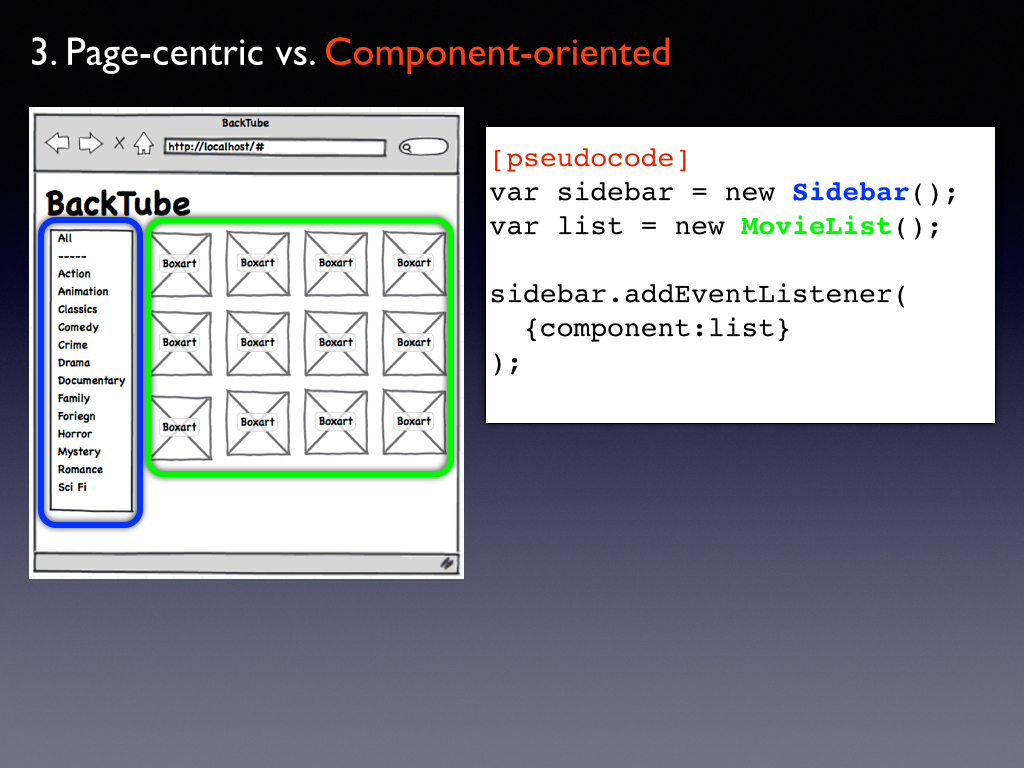 3. Page-centric vs. Component-oriented
BackTube
http://localhost/#
BackTube
All
-----
Action
Animation
Classics
Comedy
Crime
Drama
Documentary
Family
Foriegn
Horror
Mystery
Romance
Sci Fi
Boxart Boxart Boxart Boxart
Boxart Boxart Boxart Boxart
Boxart Boxart Boxart Boxart
[pseudocode]
var sidebar = new Sidebar();
var list = new MovieList();
sidebar.addEventListener(
{component:list}
);